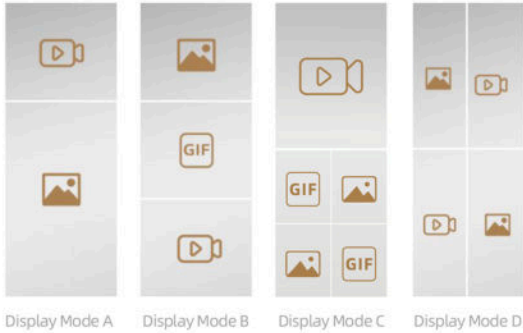 GIF
GIF
GIF
Display Mode A
Display Mode B
Display Mode C
Display Mode D